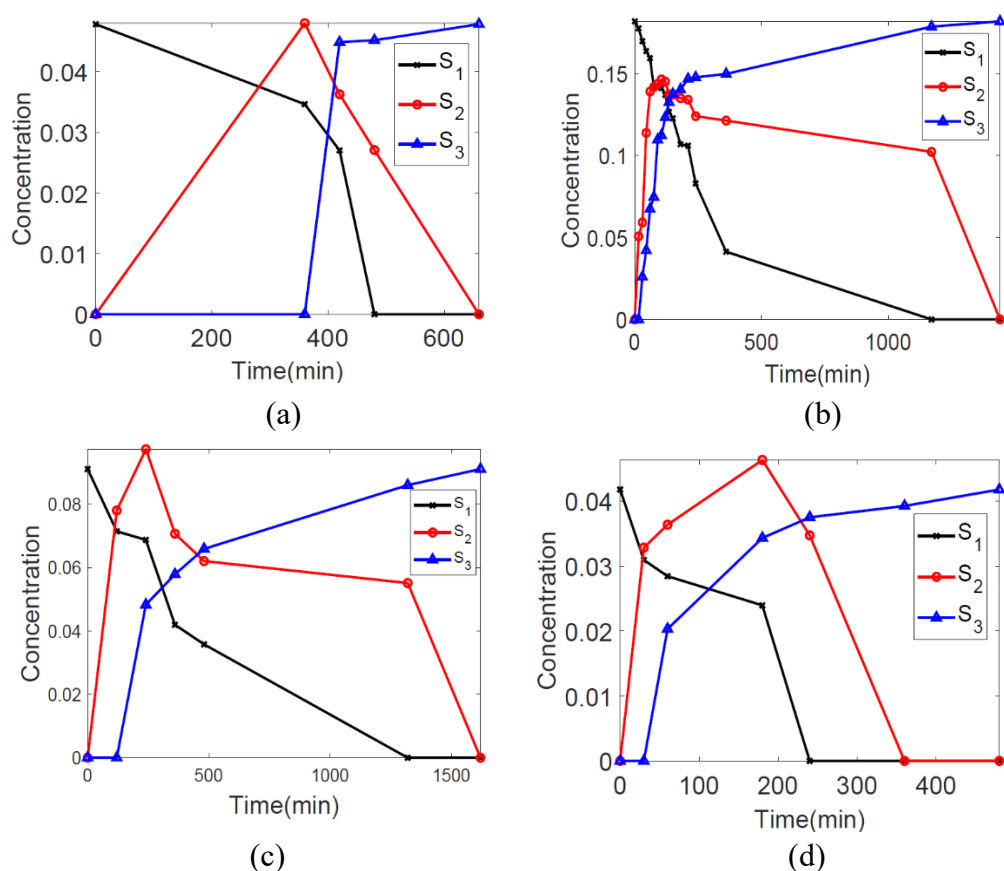 0.04
0.03
0.02
0.01
0
Concentration
S1
S2
S3
0 200 400 600
Time(min)
(a)
0.15
0.1
0.05
0
Concentration
S1
S2
S3
0 500 1000
Time(min)
(b)
0.08
0.06
0.04
0.02
0
Concentration
S1
S2
S3
0 500 1000 1500
Time(min)
(c)
0.04
0.03
0.02
0.01
0
Concentration
S1
S2
S3
0 100 200 300 400
Time(min)
(d)